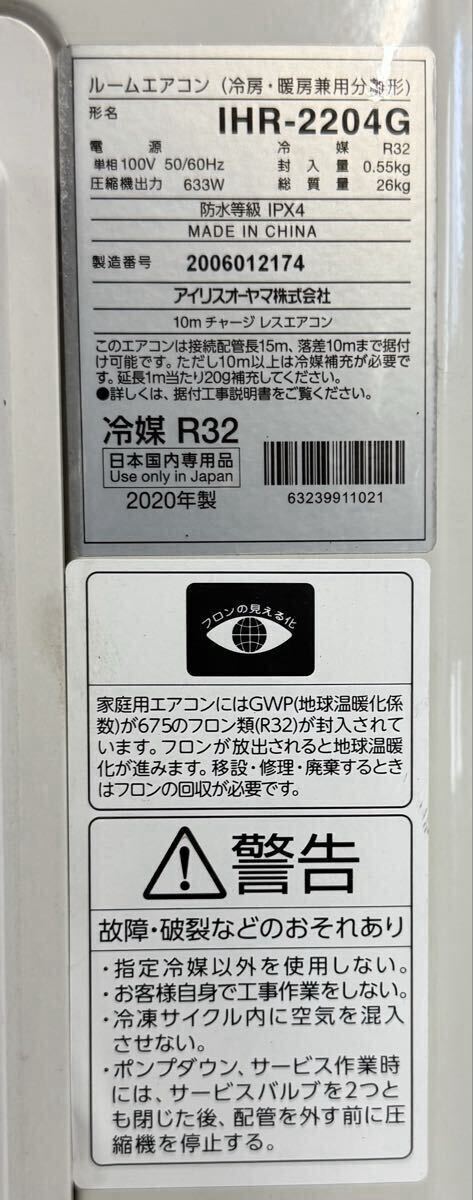 ルームエアコン（冷房・暖房兼用分離形）
形名 IHR-2204G
電源 冷媒 R32
単相100V 50/60Hz 封入量 0.55kg
圧縮機出力 633W 総質量 26kg
防水等級 IPX4
MADE IN CHINA
製造番号 2006012174
アイリスオーヤマ株式会社
10mチャージレスエアコン
このエアコンは接続配管長15m、落差10mまで据付
け可能です。ただし10m以上は冷媒補充が必要で
す。延長1m当たり20g補充してください。
●詳しくは、据付工事説明書をご覧ください。
冷媒 R32
日本国内専用品
Use only in Japan
2020年製
63239911021
フロンの見える化
家庭用エアコンにはGWP(地球温暖化係
数)が675のフロン類(R32)が封入されて
います。フロンが放出されると地球温暖
化が進みます。移設・修理・廃棄するとき
はフロンの回収が必要です。
警告
故障・破裂などのおそれあり
・指定冷媒以外を使用しない。
・お客様自身で工事作業をしない。
・冷凍サイクル内に空気を混入
させない。
・ポンプダウン、サービス作業時
には、サービスバルブを2つと
も閉じた後、配管を外す前に圧
縮機を停止する。